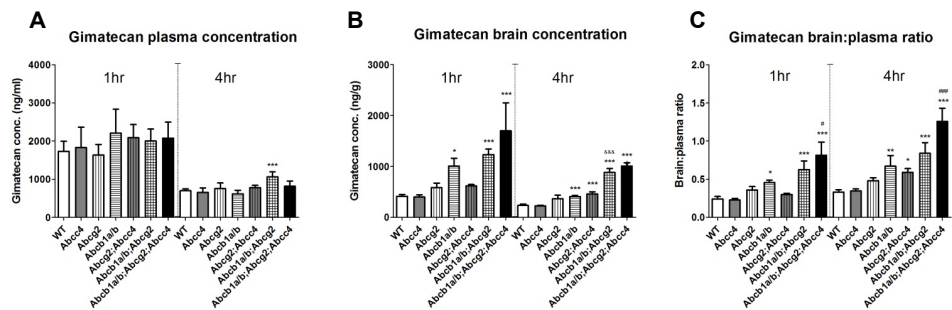 A
Gimatecan plasma concentration
Gimatecan conc. (ng/ml)
4000
3000
2000
1000
0
1hr
4hr
***
WT
Abcc4
Abcg2
Abcb1a/b
Abcg2;Abcc4
Abcb1a/b;Abcg2
Abcb1a/b;Abcg2;Abcc4
WT
Abcc4
Abcg2
Abcb1a/b
Abcg2;Abcc4
Abcb1a/b;Abcg2
Abcb1a/b;Abcg2;Abcc4
B
Gimatecan brain concentration
Gimatecan conc. (ng/g)
3000
2000
1000
0
1hr
4hr
*
***
***
***
***
&&&
***
***
WT
Abcc4
Abcg2
Abcb1a/b
Abcg2;Abcc4
Abcb1a/b;Abcg2
Abcb1a/b;Abcg2;Abcc4
WT
Abcc4
Abcg2
Abcb1a/b
Abcg2;Abcc4
Abcb1a/b;Abcg2
Abcb1a/b;Abcg2;Abcc4
C
Gimatecan brain:plasma ratio
Brain:plasma ratio
2.0
1.5
1.0
0.5
0.0
1hr
4hr
*
***
#
***
**
*
***
###
***
WT
Abcc4
Abcg2
Abcb1a/b
Abcg2;Abcc4
Abcb1a/b;Abcg2
Abcb1a/b;Abcg2;Abcc4
WT
Abcc4
Abcg2
Abcb1a/b
Abcg2;Abcc4
Abcb1a/b;Abcg2
Abcb1a/b;Abcg2;Abcc4